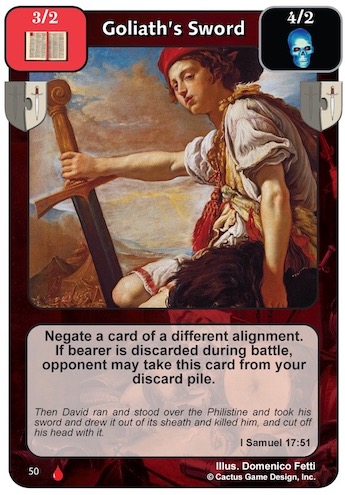 3/2
Goliath's Sword
4/2
Negate a card of a different alignment.
If bearer is discarded during battle,
opponent may take this card from your
discard pile.
Then David ran and stood over the Philistine and took his
sword and drew it out of its sheath and killed him, and cut off
his head with it.
I Samuel 17:51
50
Illus. Domenico Fetti
© Cactus Game Design, Inc.